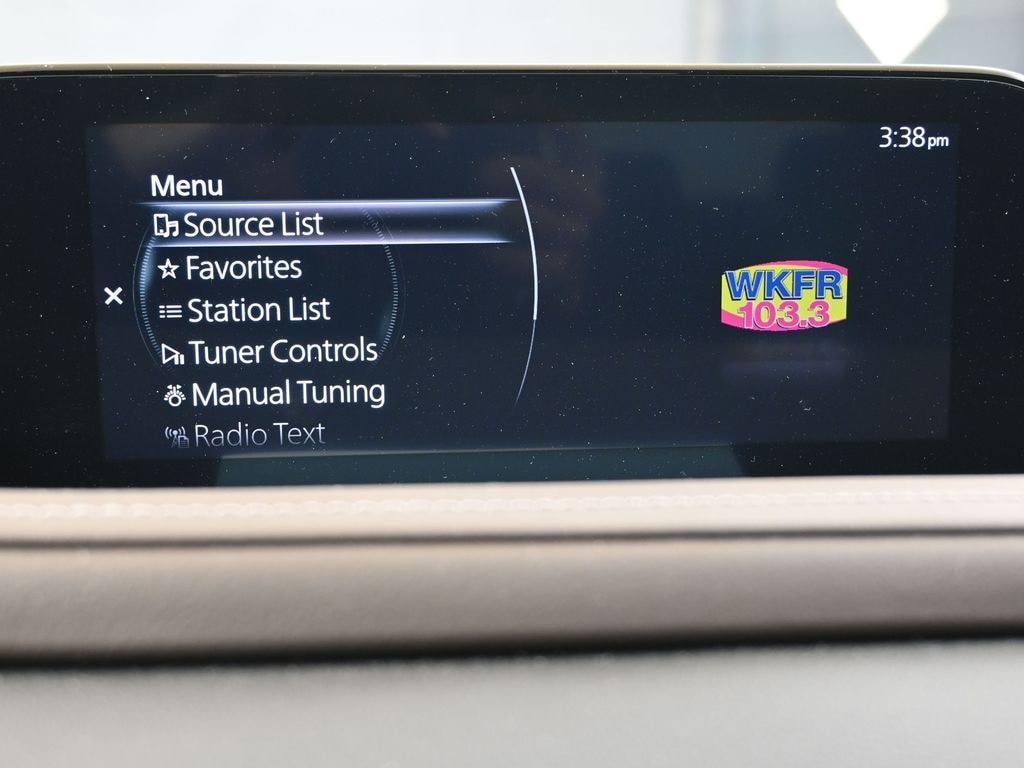 3:38pm
Menu
Source List
Favorites
Station List
Tuner Controls
Manual Tuning
Radio Text
WKFR
103.3